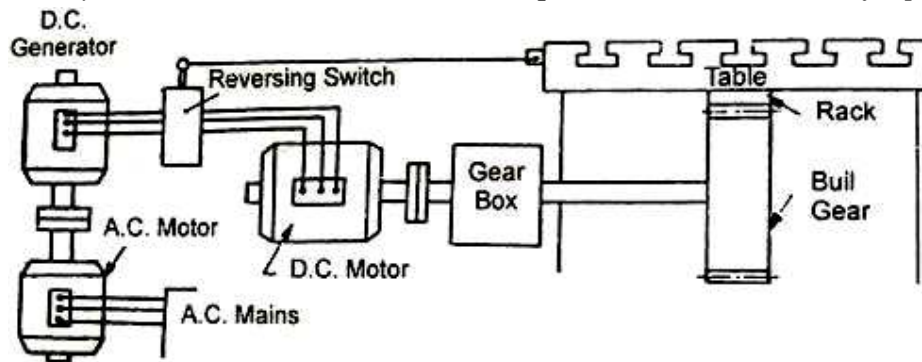 D.C.
Generator
Reversing Switch
Table
Rack
Gear
Box
Buil
Gear
A.C. Motor
D.C. Motor
A.C. Mains